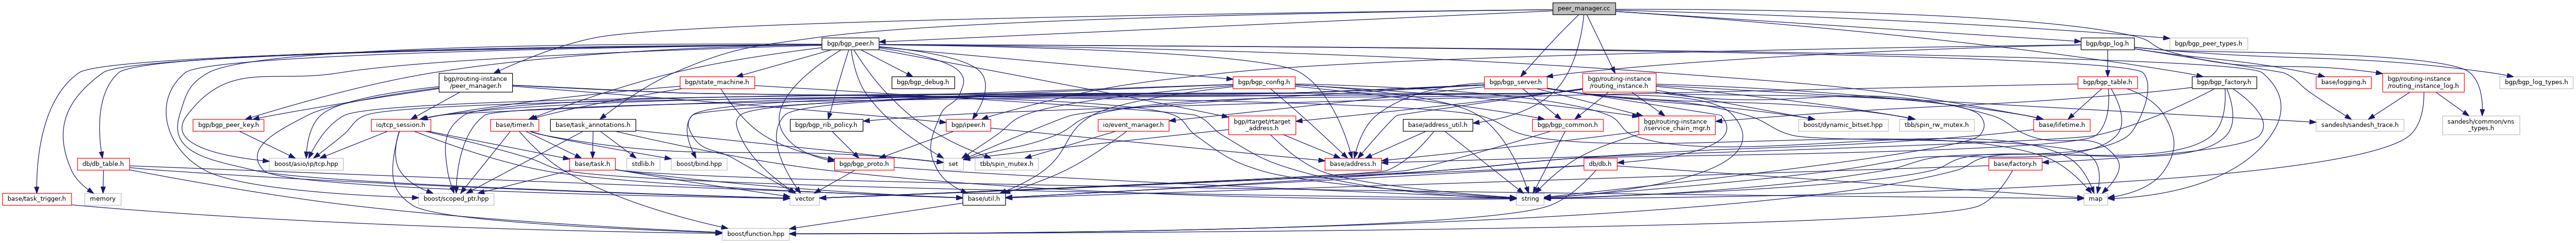 peer_manager.cc
bgp/bgp_peer.h
bgp/bgp_log.h
bgp/bgp_peer_types.h
bgp/routing-instance
/peer_manager.h
bgp/state_machine.h
bgp/bgp_debug.h
bgp/bgp_config.h
bgp/bgp_server.h
bgp/routing-instance
/routing_instance.h
bgp/bgp_table.h
bgp/bgp_factory.h
base/logging.h
bgp/routing-instance
/routing_instance_log.h
bgp/bgp_log_types.h
bgp/bgp_peer_key.h
io/tcp_session.h
base/timer.h
base/task_annotations.h
bgp/bgp_rib_policy.h
bgp/ipeer.h
io/event_manager.h
bgp/rtarget/rtarget
_address.h
base/address_util.h
bgp/bgp_common.h
bgp/routing-instance
/iservice_chain_mgr.h
boost/dynamic_bitset.hpp
tbb/spin_rw_mutex.h
base/lifetime.h
sandesh/sandesh_trace.h
sandesh/common/vns
_types.h
db/db_table.h
boost/asio/ip/tcp.hpp
base/task.h
stdlib.h
boost/bind.hpp
bgp/bgp_proto.h
set
tbb/spin_mutex.h
base/address.h
db/db.h
base/factory.h
base/task_trigger.h
memory
boost/scoped_ptr.hpp
vector
base/util.h
string
map
boost/function.hpp